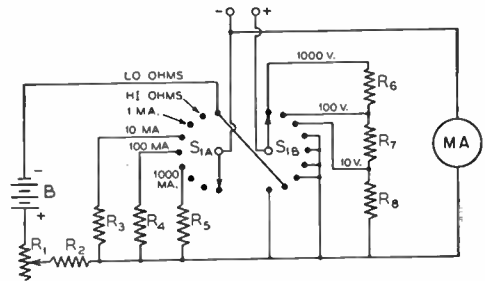 - +
1000 V.
LO OHMS
HI OHMS
1 MA.
10 MA
100 MA
1000 MA.
S1A
S1B
100 V.
10 V.
R6
R7
R8
MA
-
B
+
R1
R2
R3
R4
R5